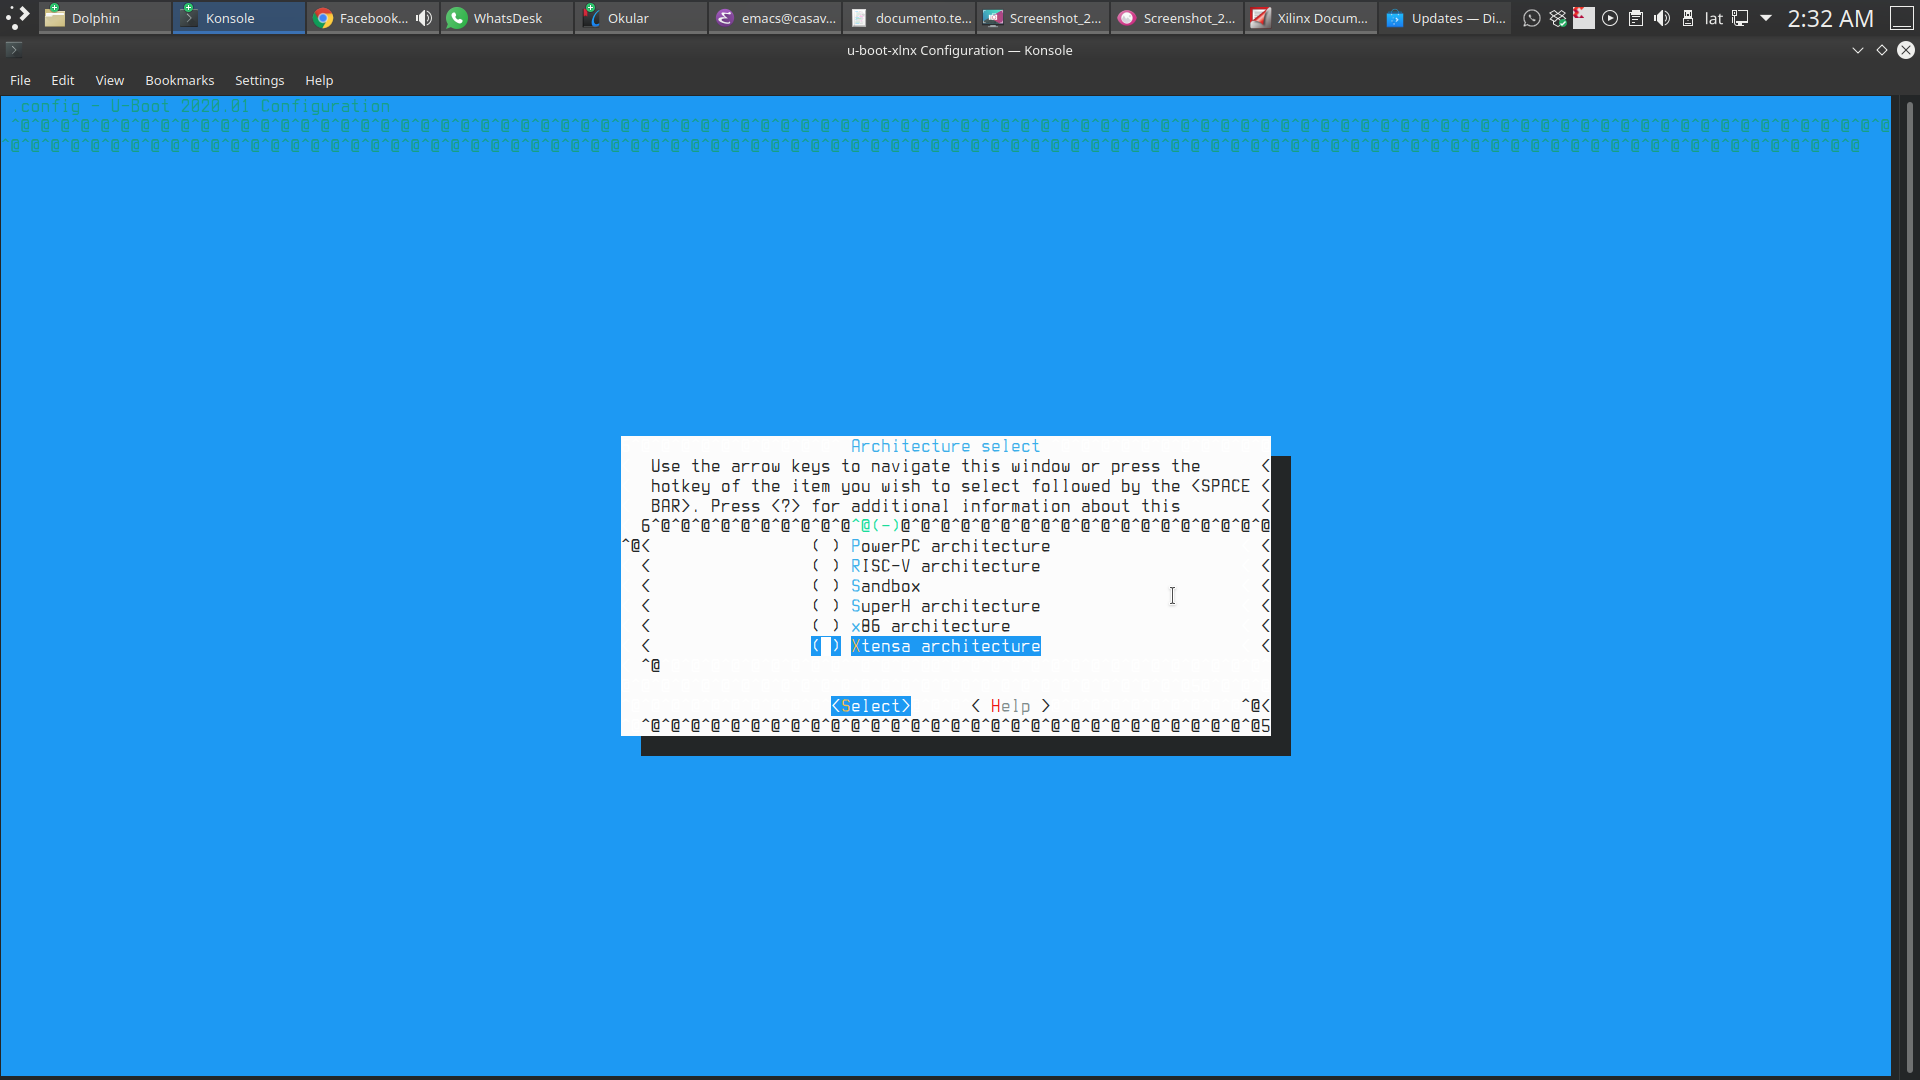 Dolphin
Konsole
Facebook...
WhatsDesk
Okular
emacs@casav...
documento.te...
Screenshot_2...
Screenshot_2...
Xilinx Docum...
Updates — Di...
lat
2:32 AM
u-boot-xlnx Configuration — Konsole
File Edit View Bookmarks Settings Help
.config - U-Boot 2020.01 Configuration
Architecture select
Use the arrow keys to navigate this window or press the <
hotkey of the item you wish to select followed by the <SPACE <
BAR>. Press <?> for additional information about this <
6^@^@^@^@^@^@^@^@^@^@^@(-)@^@^@^@^@^@^@^@^@^@^@^@^@^@^@^@^@^@^@
^@< ( ) PowerPC architecture <
< ( ) RISC-V architecture <
< ( ) Sandbox <
< ( ) SuperH architecture <
< ( ) x86 architecture <
< ( ) Xtensa architecture <
^@
<Select> < Help > ^@<
^@^@^@^@^@^@^@^@^@^@^@^@^@^@^@^@^@^@^@^@^@^@^@^@^@^@^@^@^@^@^@5